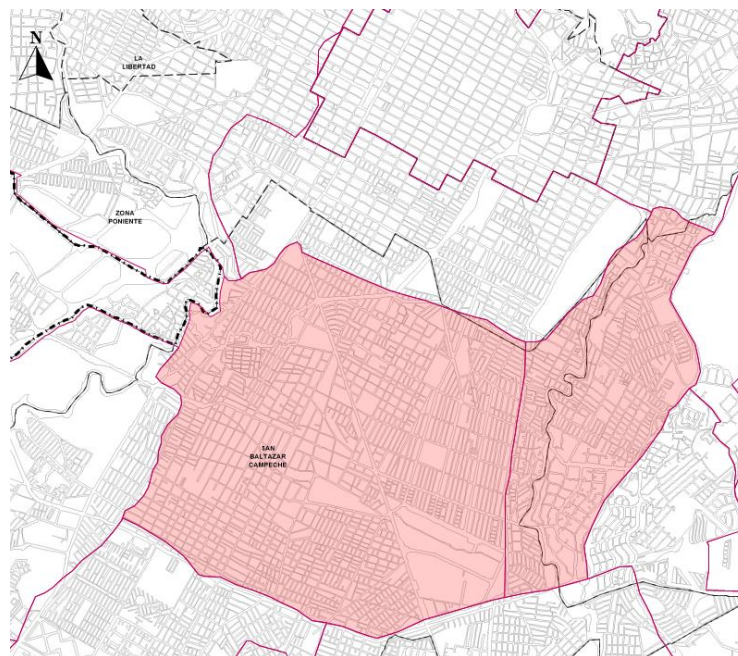 N
LA
LIBERTAD
ZONA
PONIENTE
SAN
BALTAZAR
CAMPECHE